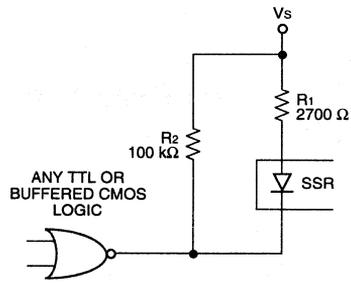 VS
R1
2700 Ω
R2
100 kΩ
SSR
ANY TTL OR
BUFFERED CMOS
LOGIC